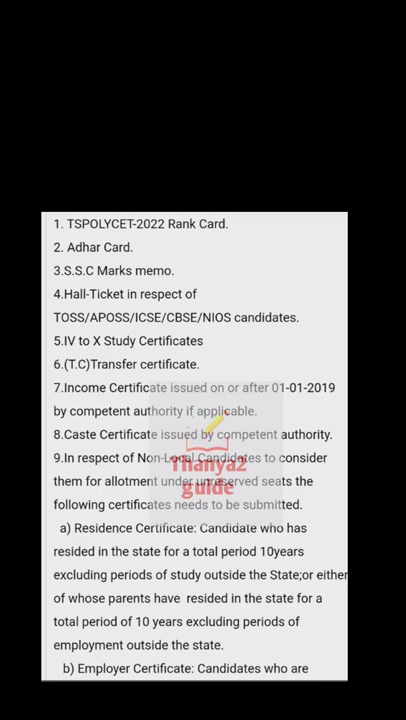 1. TSPOLYCET-2022 Rank Card.
2. Adhar Card.
3.S.S.C Marks memo.
4.Hall-Ticket in respect of
TOSS/APOSS/ICSE/CBSE/NIOS candidates.
5.IV to X Study Certificates
6.(T.C)Transfer certificate.
7.Income Certificate issued on or after 01-01-2019
by competent authority if applicable.
8.Caste Certificate issued by competent authority.
9.In respect of Non-Local Candidates to consider
them for allotment under unreserved seats the
following certificates needs to be submitted.
a) Residence Certificate: Candidate who has
resided in the state for a total period 10years
excluding periods of study outside the State;or either
of whose parents have resided in the state for a
total period of 10 years excluding periods of
employment outside the state.
b) Employer Certificate: Candidates who are
Thanya2
guide